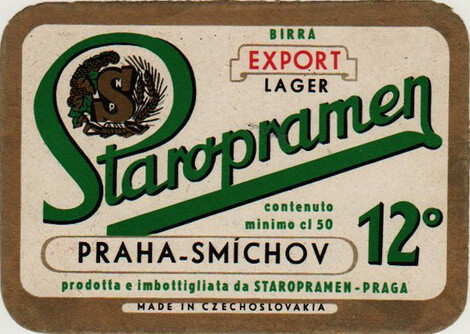 BIRRA
EXPORT
LAGER
S
Staropramen
contenuto
minimo cl 50
12°
PRAHA-SMÍCHOV
prodotta e imbottigliata da STAROPRAMEN-PRAGA
MADE IN CZECHOSLOVAKIA